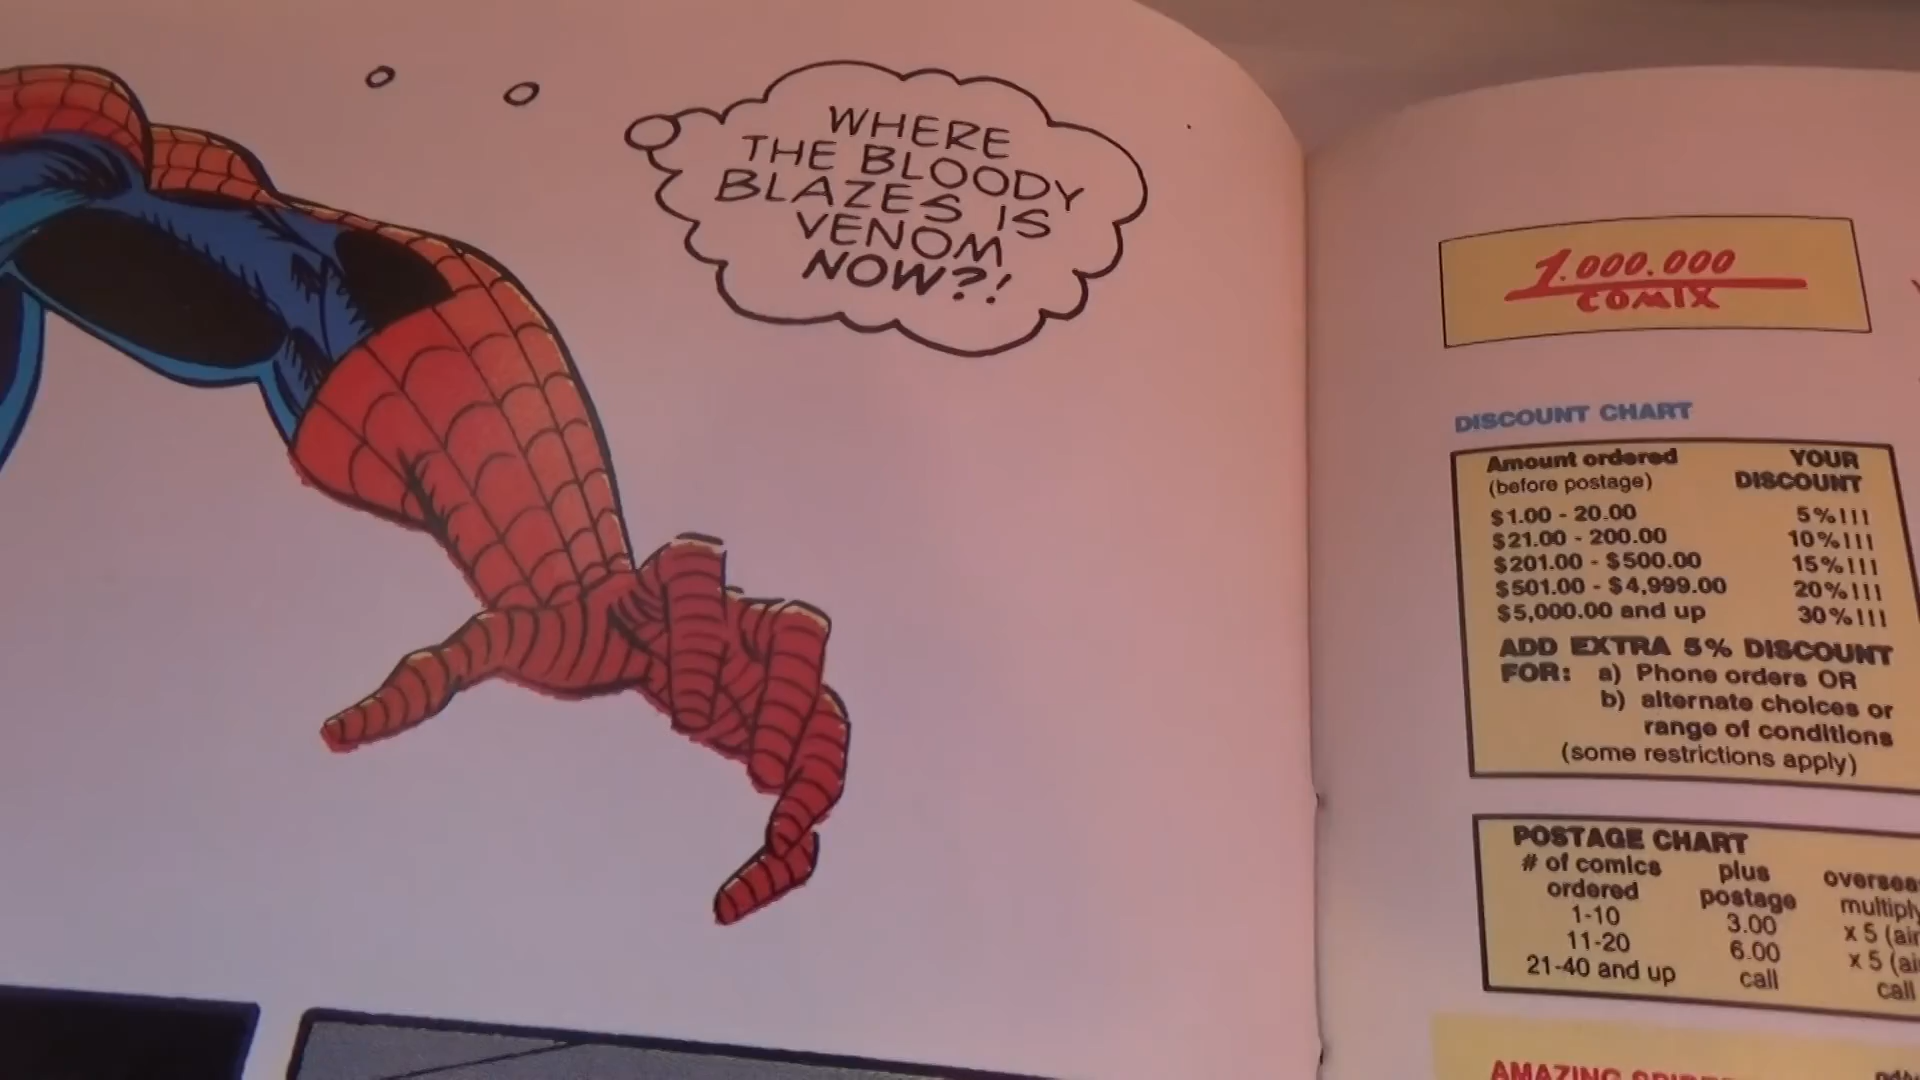 WHERE
THE BLOODY
BLAZES IS
VENOM
NOW?!
1.000.000
COMIX
DISCOUNT CHART
Amount ordered YOUR
(before postage) DISCOUNT
$1.00 - 20.00 5%!!!
$21.00 - 200.00 10%!!!
$201.00 - $500.00 15%!!!
$501.00 - $4,999.00 20%!!!
$5,000.00 and up 30%!!!
ADD EXTRA 5% DISCOUNT
FOR: a) Phone orders OR
b) alternate choices or
range of conditions
(some restrictions apply)
POSTAGE CHART
# of comics plus
ordered postage multiply
1-10 3.00 x 5
11-20 6.00 x 5
21-40 and up call call
AMAZING